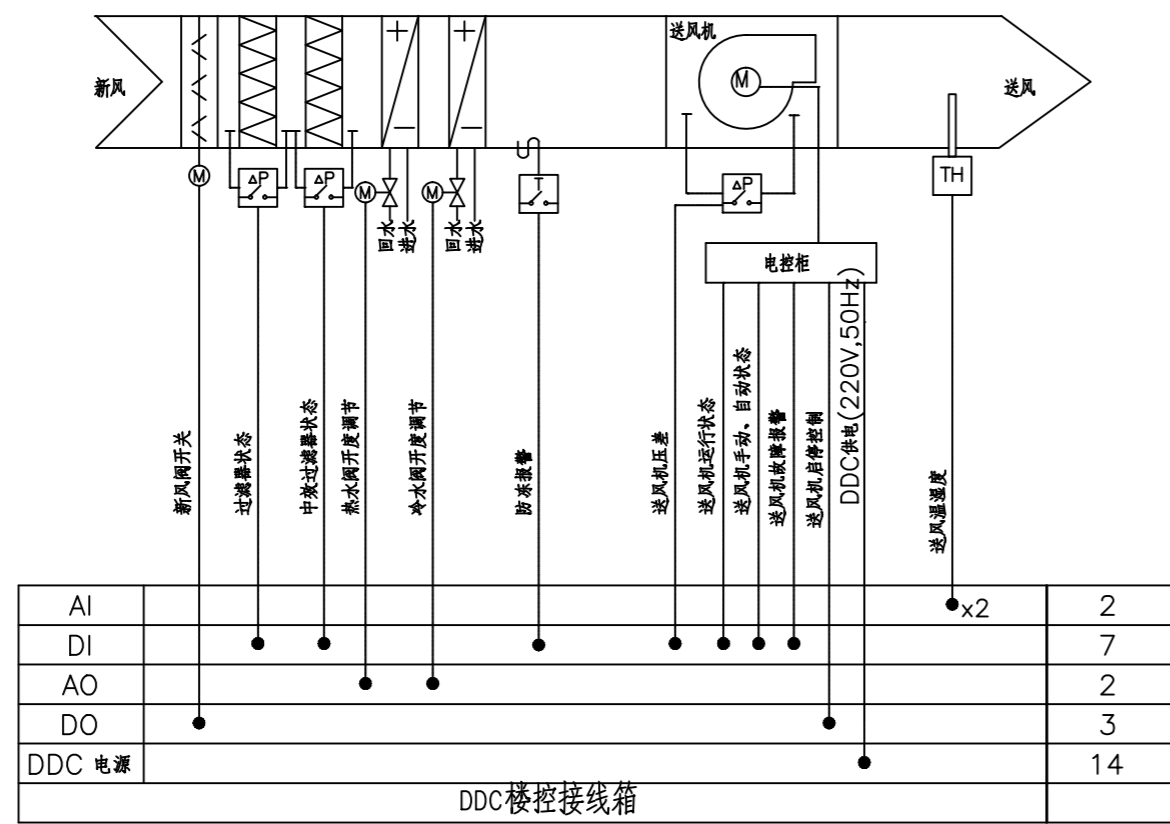 新风
送风机
M
送风
M
ΔP
ΔP
M
M
T
ΔP
TH
回水
进水
回水
进水
电控柜
新风阀开关
过滤器状态
中效过滤器状态
热水阀开度调节
冷水阀开度调节
防冻报警
送风机压差
送风机运行状态
送风机手动、自动状态
送风机故障报警
送风机启停控制
DDC供电(220V,50Hz)
送风温湿度
AI x2 2
DI 7
AO 2
DO 3
DDC 电源 14
DDC楼控接线箱